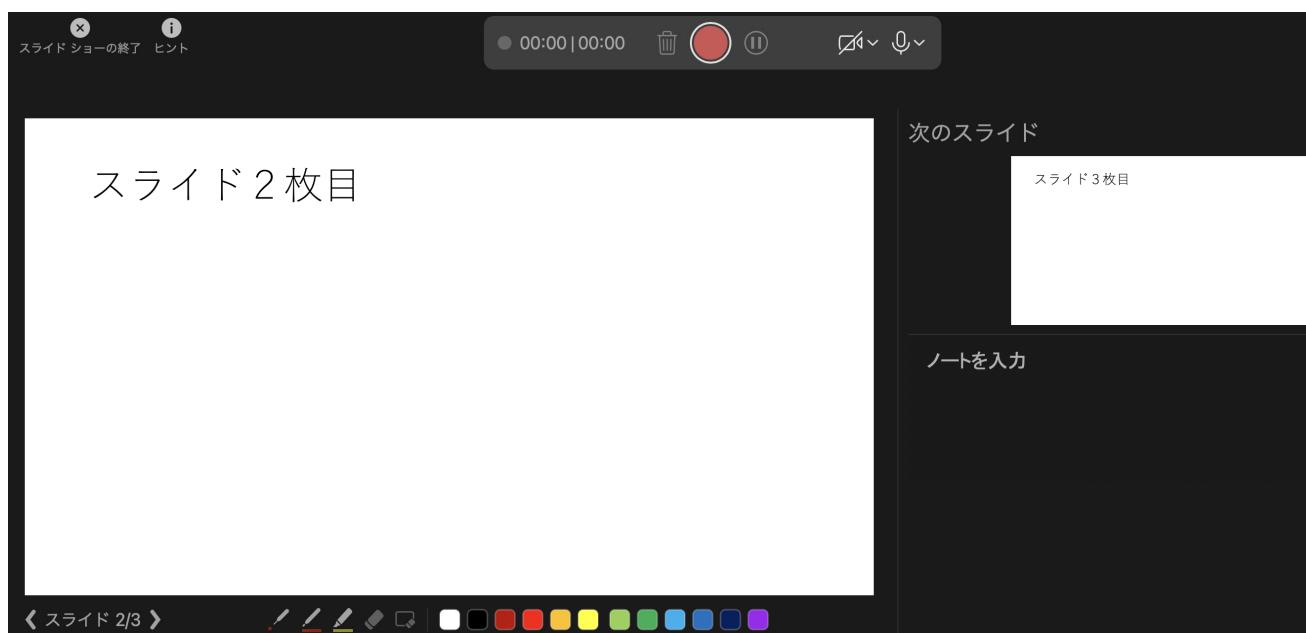 スライド ショーの終了
ヒント
00:00|00:00
スライド２枚目
次のスライド
スライド３枚目
ノートを入力
スライド 2/3